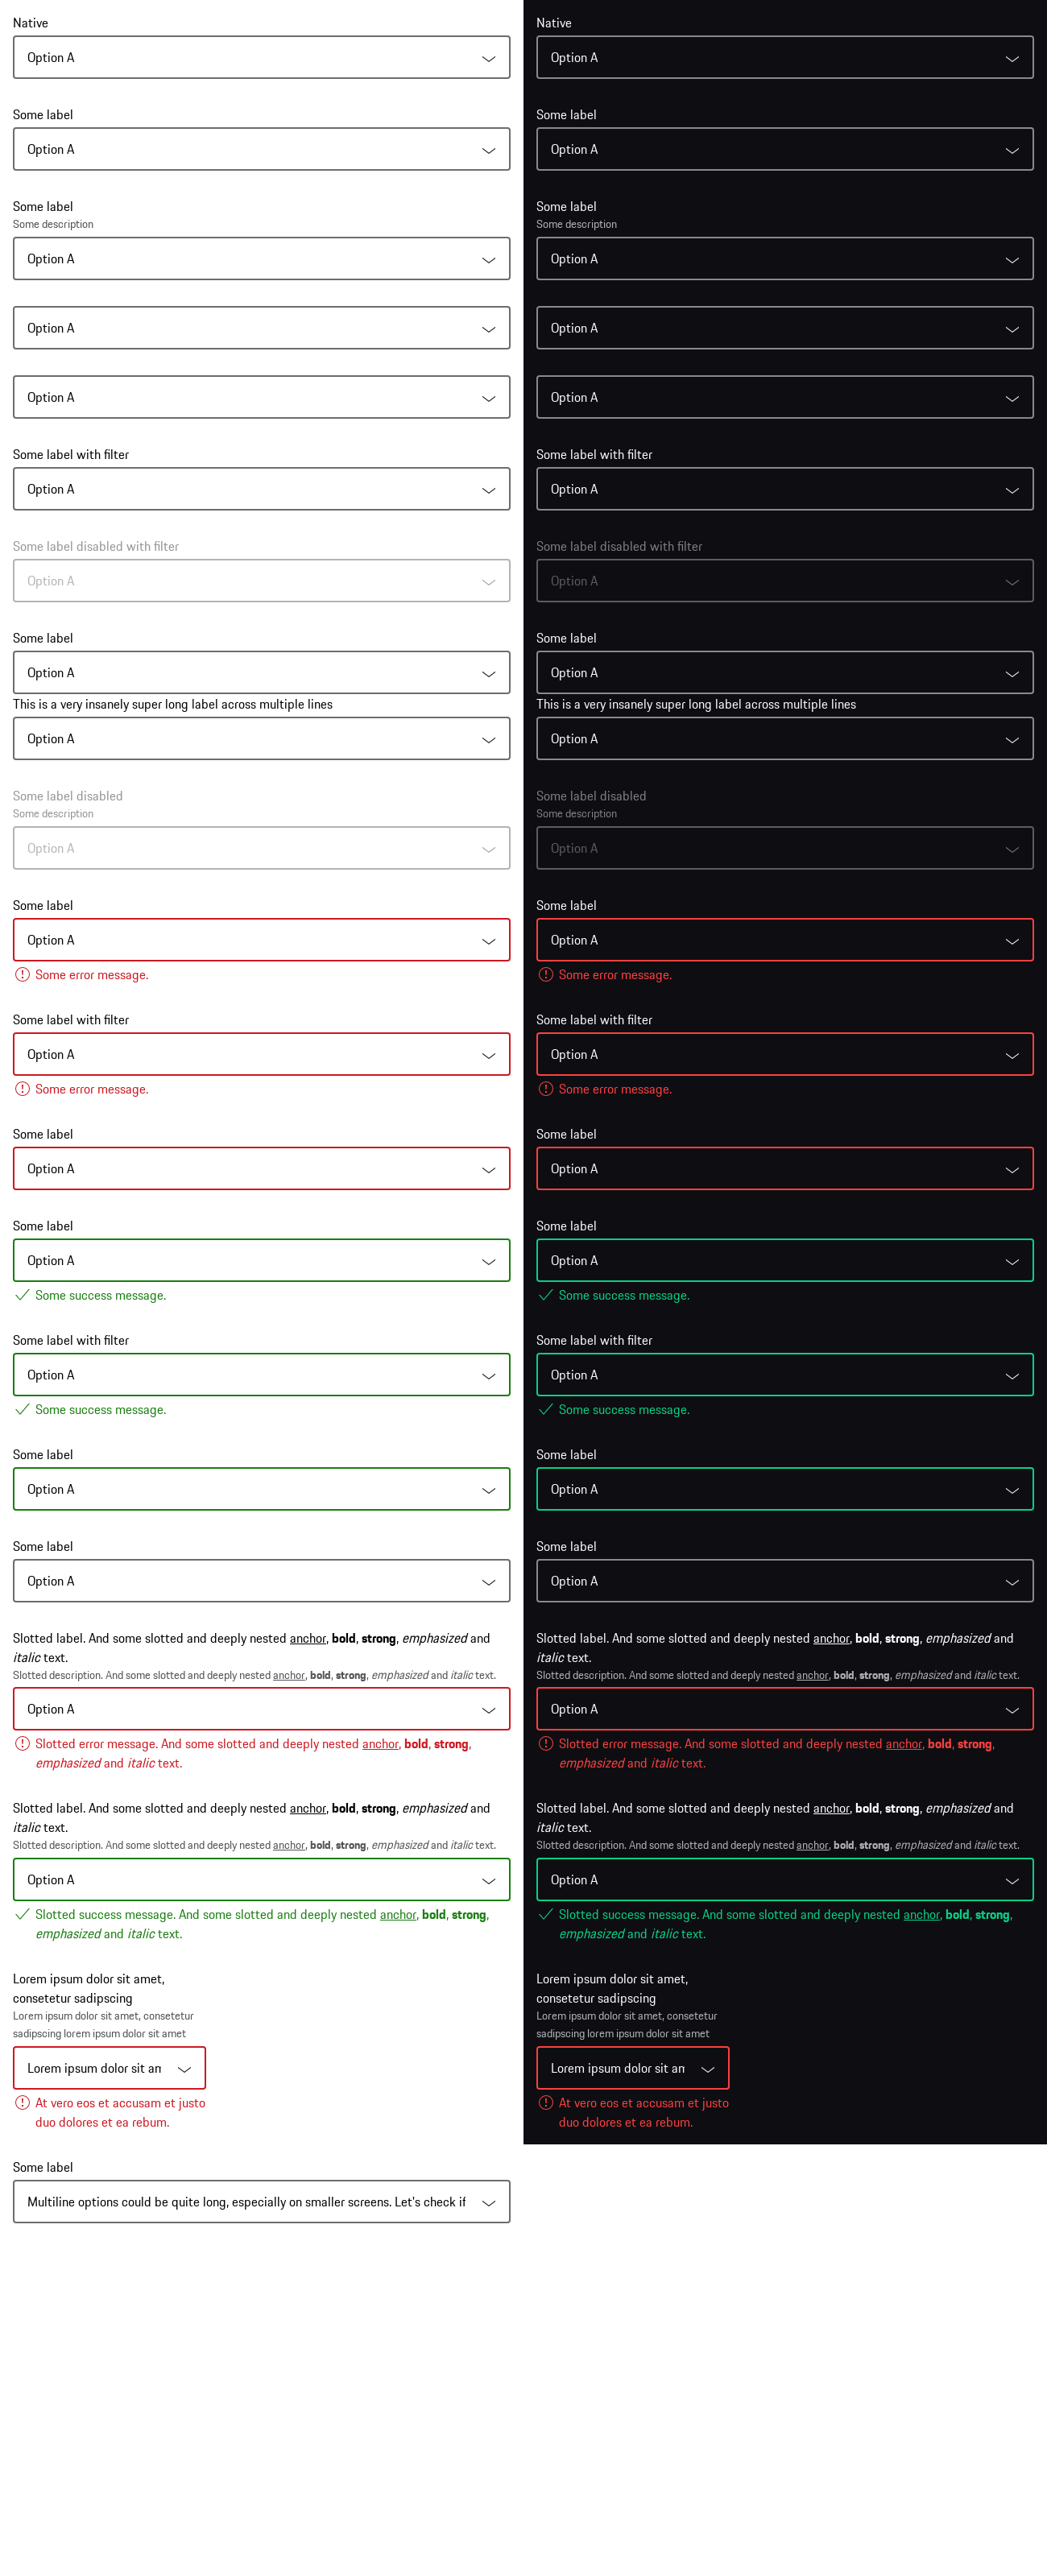 Native
Option A
Some label
Option A
Some label
Some description
Option A
Option A
Option A
Some label with filter
Option A
Some label disabled with filter
Option A
Some label
Option A
This is a very insanely super long label across multiple lines
Option A
Some label disabled
Some description
Option A
Some label
Option A
Some error message.
Some label with filter
Option A
Some error message.
Some label
Option A
Some label
Option A
Some success message.
Some label with filter
Option A
Some success message.
Some label
Option A
Some label
Option A
Slotted label. And some slotted and deeply nested anchor, bold, strong, emphasized and
italic text.
Slotted description. And some slotted and deeply nested anchor, bold, strong, emphasized and italic text.
Option A
Slotted error message. And some slotted and deeply nested anchor, bold, strong,
emphasized and italic text.
Slotted label. And some slotted and deeply nested anchor, bold, strong, emphasized and
italic text.
Slotted description. And some slotted and deeply nested anchor, bold, strong, emphasized and italic text.
Option A
Slotted success message. And some slotted and deeply nested anchor, bold, strong,
emphasized and italic text.
Lorem ipsum dolor sit amet,
consetetur sadipscing
Lorem ipsum dolor sit amet, consetetur
sadipscing lorem ipsum dolor sit amet
Lorem ipsum dolor sit am
At vero eos et accusam et justo
duo dolores et ea rebum.
Some label
Multiline options could be quite long, especially on smaller screens. Let's check if
Native
Option A
Some label
Option A
Some label
Some description
Option A
Option A
Option A
Some label with filter
Option A
Some label disabled with filter
Option A
Some label
Option A
This is a very insanely super long label across multiple lines
Option A
Some label disabled
Some description
Option A
Some label
Option A
Some error message.
Some label with filter
Option A
Some error message.
Some label
Option A
Some label
Option A
Some success message.
Some label with filter
Option A
Some success message.
Some label
Option A
Some label
Option A
Slotted label. And some slotted and deeply nested anchor, bold, strong, emphasized and
italic text.
Slotted description. And some slotted and deeply nested anchor, bold, strong, emphasized and italic text.
Option A
Slotted error message. And some slotted and deeply nested anchor, bold, strong,
emphasized and italic text.
Slotted label. And some slotted and deeply nested anchor, bold, strong, emphasized and
italic text.
Slotted description. And some slotted and deeply nested anchor, bold, strong, emphasized and italic text.
Option A
Slotted success message. And some slotted and deeply nested anchor, bold, strong,
emphasized and italic text.
Lorem ipsum dolor sit amet,
consetetur sadipscing
Lorem ipsum dolor sit amet, consetetur
sadipscing lorem ipsum dolor sit amet
Lorem ipsum dolor sit am
At vero eos et accusam et justo
duo dolores et ea rebum.